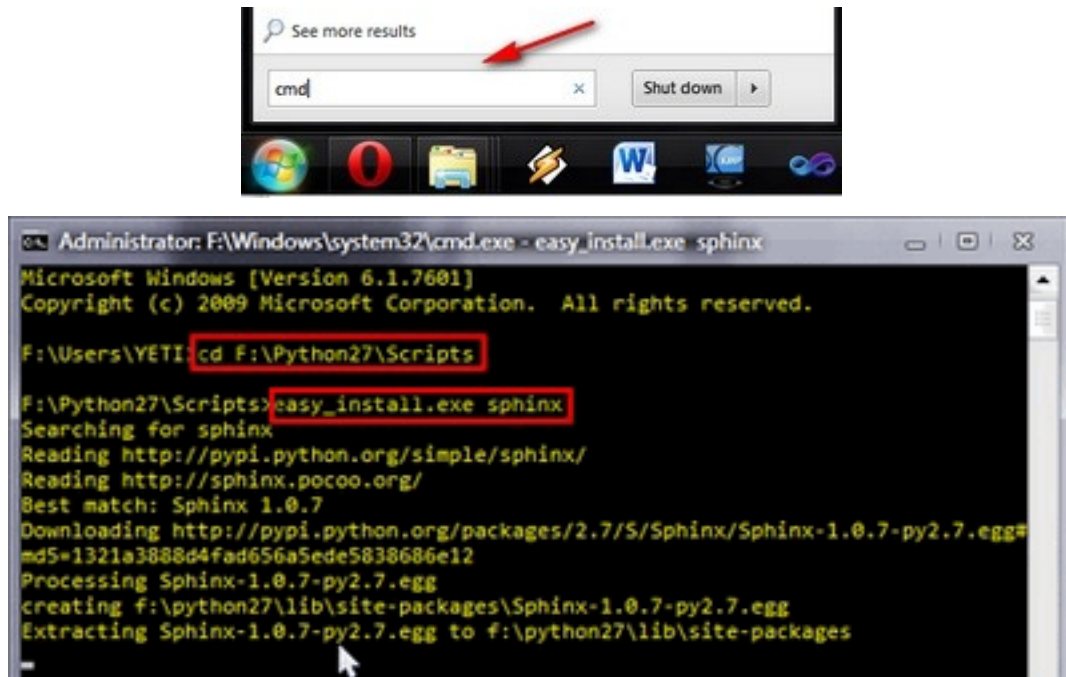 See more results
cmd
Shut down
W
Administrator: F:\Windows\system32\cmd.exe - easy_install.exe sphinx
Microsoft Windows [Version 6.1.7601]
Copyright (c) 2009 Microsoft Corporation.  All rights reserved.
F:\Users\YETI>cd F:\Python27\Scripts
F:\Python27\Scripts>easy_install.exe sphinx
Searching for sphinx
Reading http://pypi.python.org/simple/sphinx/
Reading http://sphinx.pocoo.org/
Best match: Sphinx 1.0.7
Downloading http://pypi.python.org/packages/2.7/S/Sphinx/Sphinx-1.0.7-py2.7.egg#
md5=1321a3888d4fad656a5ede5838686e12
Processing Sphinx-1.0.7-py2.7.egg
creating f:\python27\lib\site-packages\Sphinx-1.0.7-py2.7.egg
Extracting Sphinx-1.0.7-py2.7.egg to f:\python27\lib\site-packages